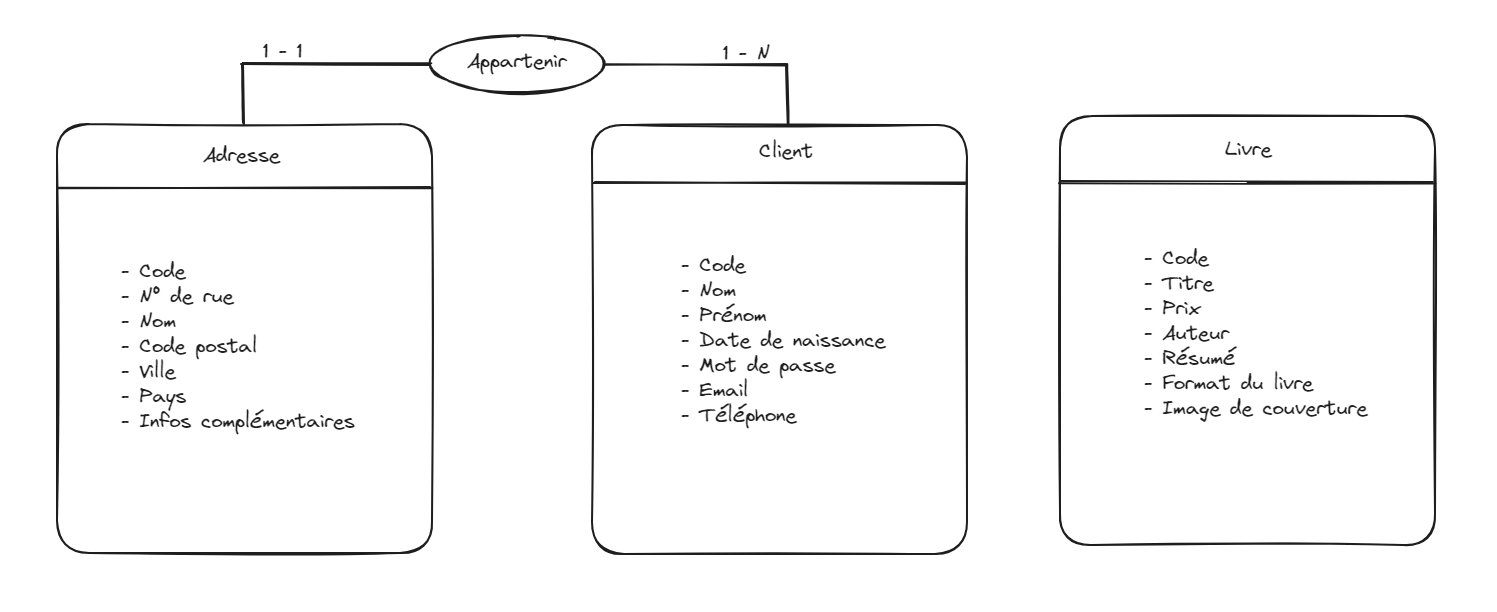 1 - 1
Appartenir
1 - N
Adresse
- Code
- N° de rue
- Nom
- Code postal
- Ville
- Pays
- Infos complémentaires
Client
- Code
- Nom
- Prénom
- Date de naissance
- Mot de passe
- Email
- Téléphone
Livre
- Code
- Titre
- Prix
- Auteur
- Résumé
- Format du livre
- Image de couverture